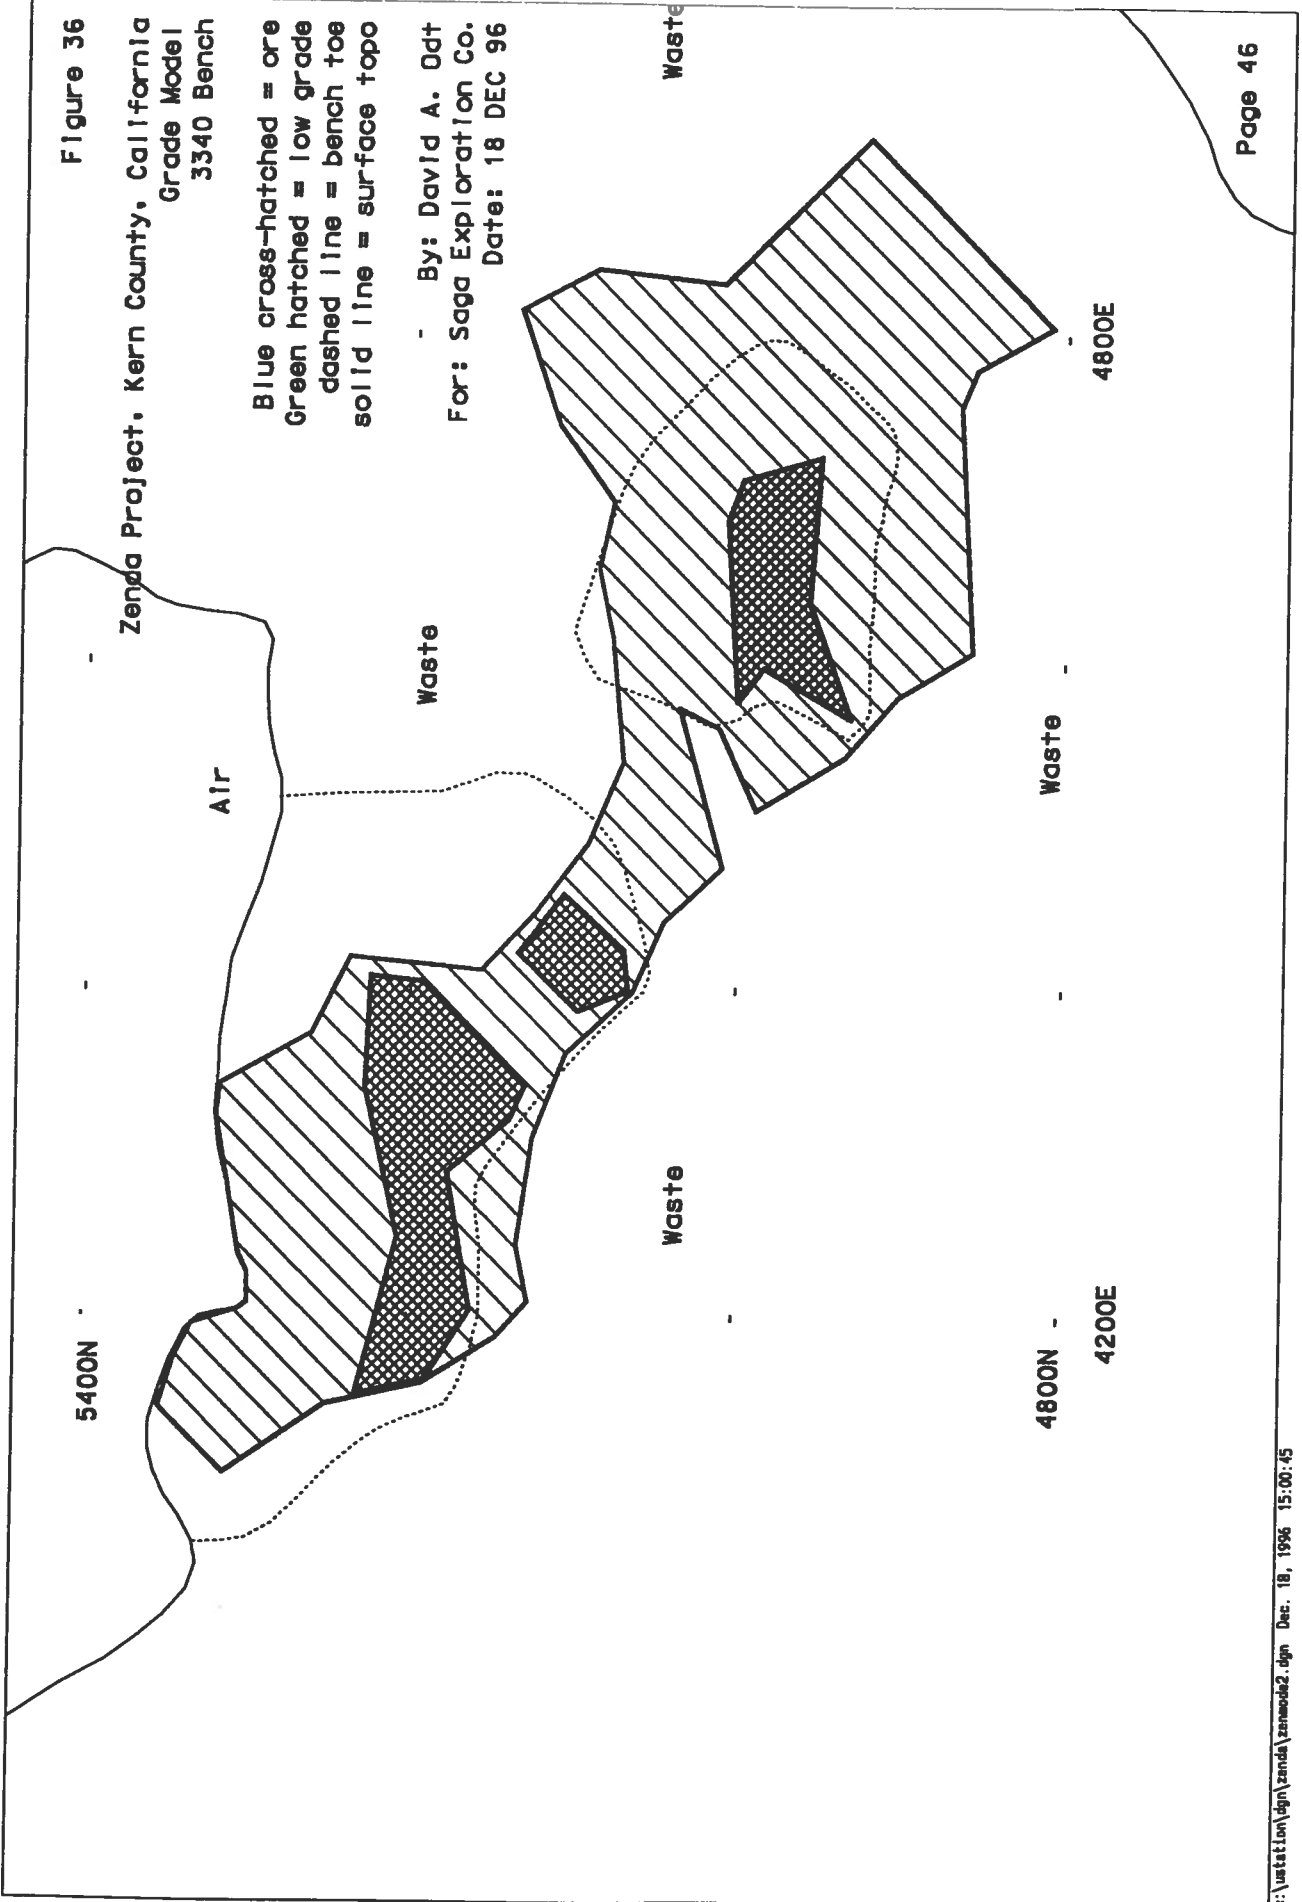 Figure 36
Zenda Project, Kern County, California
Grade Model
3340 Bench
Blue cross-hatched = ore
Green hatched = low grade
dashed line = bench toe
solid line = surface topo
By: David A. Odt
For: Saga Exploration Co.
Date: 18 DEC 96
5400N
Air
Waste
Waste
Waste
Waste
4800N
4200E
4800E
Page 46
c:\ustation\dgn\zenda\zenmode2.dgn Dec. 18, 1996 15:00:45